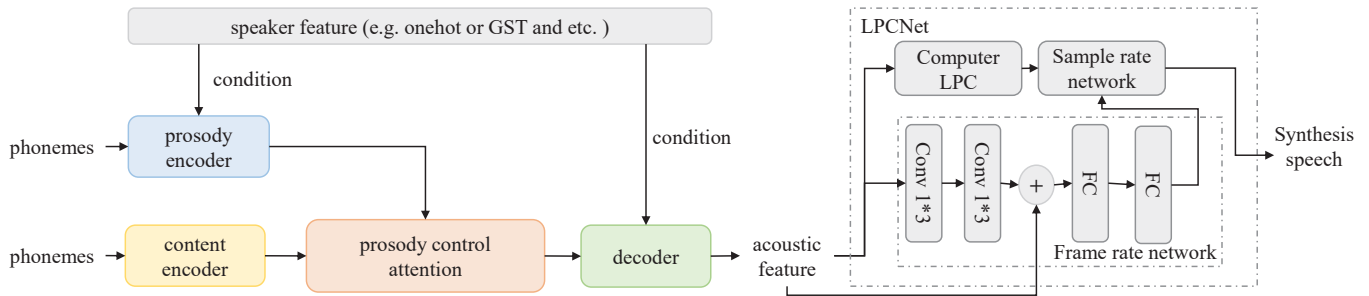 speaker feature (e.g. onehot or GST and etc. )
LPCNet
condition
Computer
LPC
Sample rate
network
phonemes
prosody
encoder
condition
Conv 1*3
Conv 1*3
+
FC
FC
Synthesis
speech
phonemes
content
encoder
prosody control
attention
decoder
acoustic
feature
Frame rate network